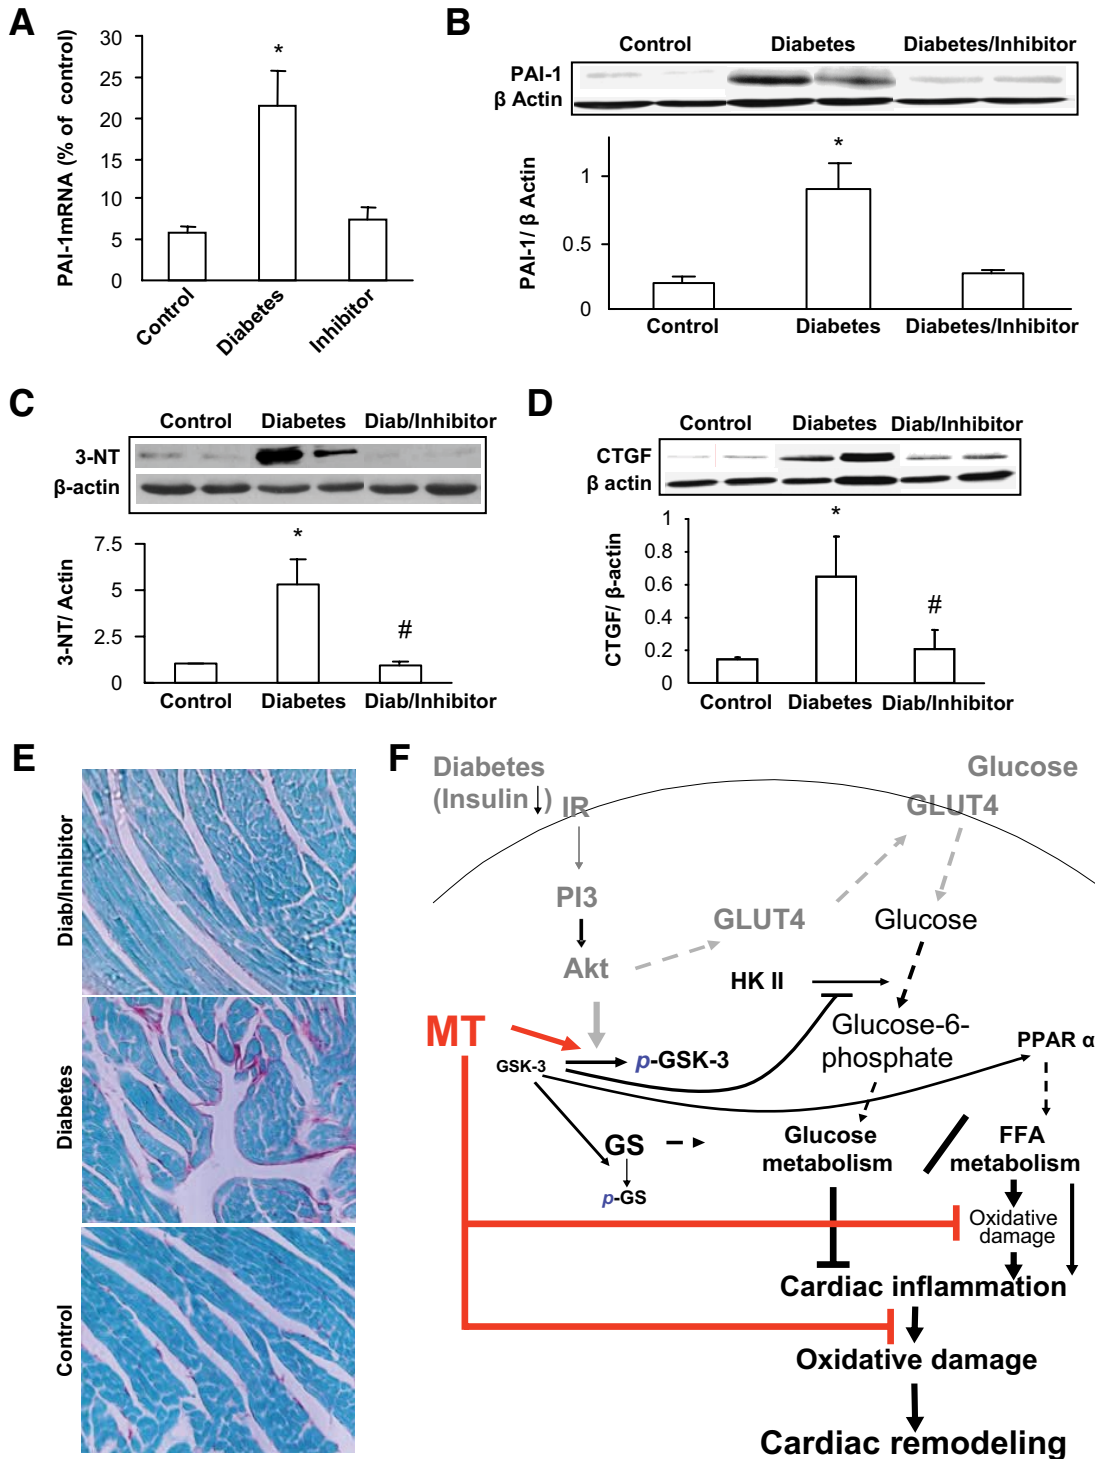 A
30
25
20
15
10
5
0
PAI-1mRNA (% of control)
*
Control
Diabetes
Inhibitor
B
Control Diabetes Diabetes/Inhibitor
PAI-1
β Actin
PAI-1/ β Actin
1
0.5
0
*
Control Diabetes Diabetes/Inhibitor
C
Control Diabetes Diab/Inhibitor
3-NT
β-actin
3-NT/ Actin
7.5
5
2.5
0
*
#
Control Diabetes Diab/Inhibitor
D
Control Diabetes Diab/Inhibitor
CTGF
β actin
CTGF/ β-actin
1
0.8
0.6
0.4
0.2
0
*
#
Control Diabetes Diab/Inhibitor
E
Diab/Inhibitor
Diabetes
Control
F
Diabetes
(Insulin↓)
IR
Glucose
GLUT4
PI3
Akt
GLUT4
Glucose
HK II
MT
GSK-3
p-GSK-3
Glucose-6-
phosphate
PPAR α
GS
p-GS
Glucose
metabolism
FFA
metabolism
Oxidative
damage
Cardiac inflammation
Oxidative damage
Cardiac remodeling